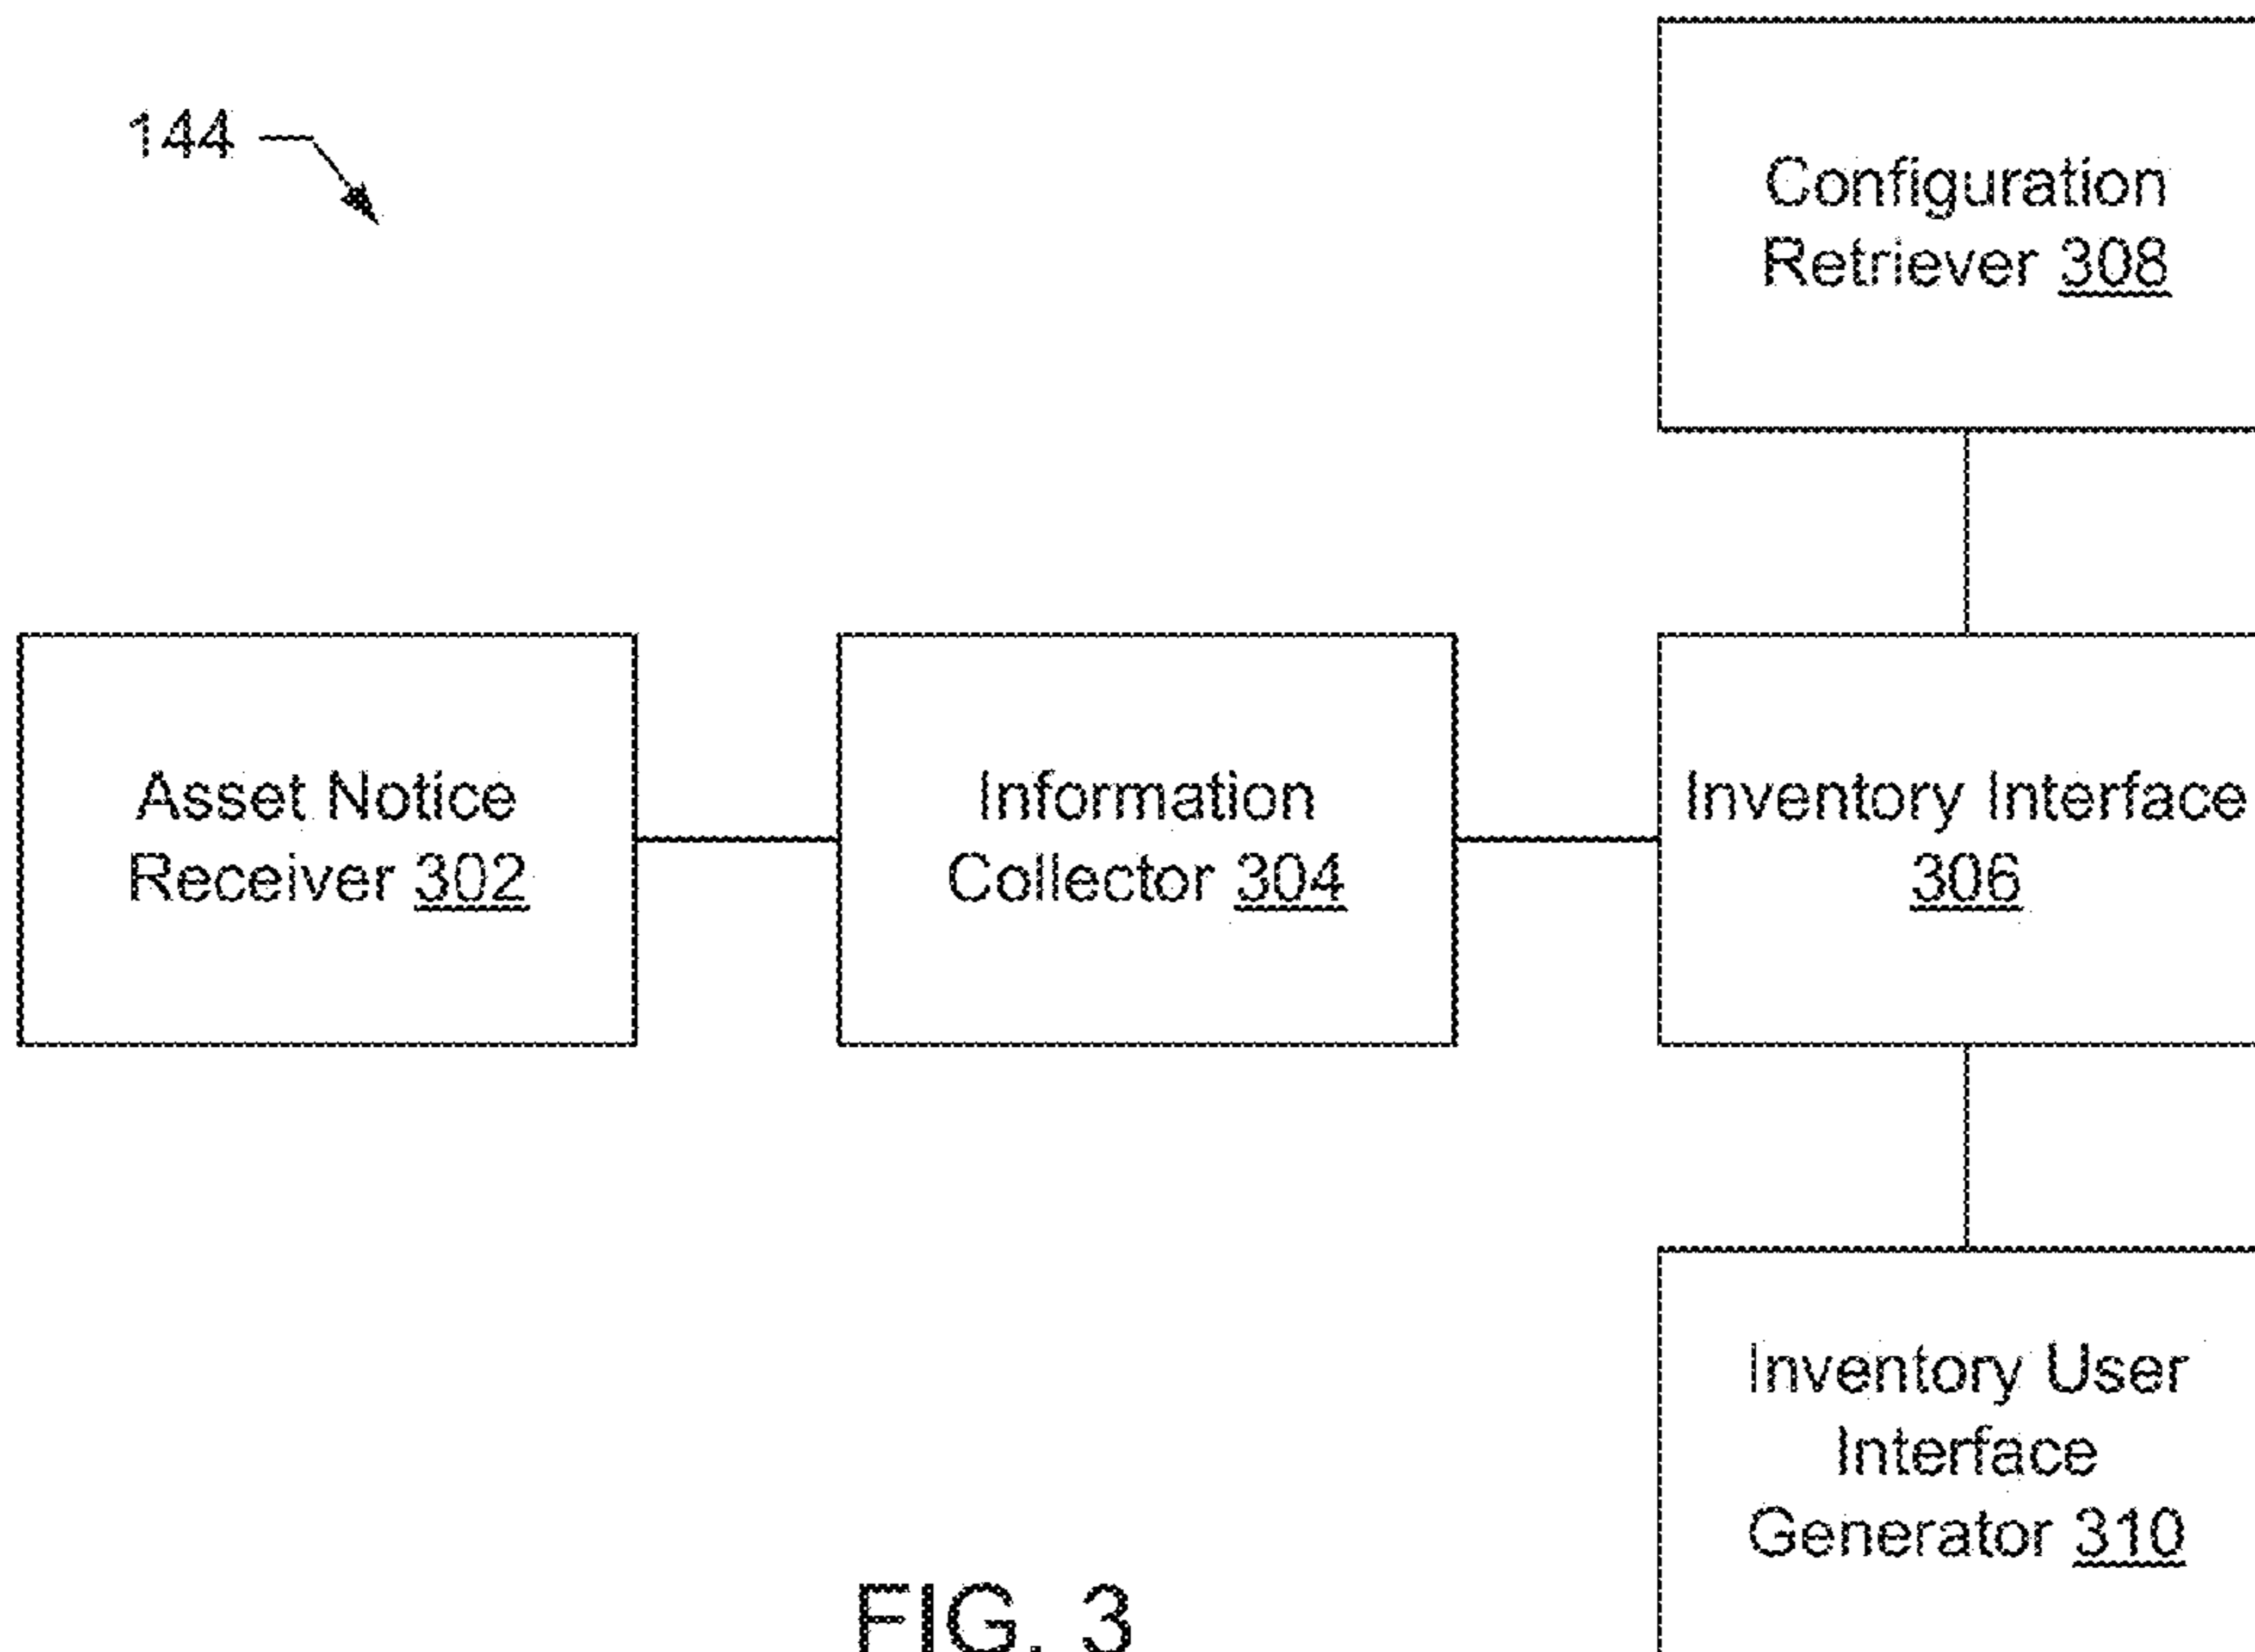 144
Configuration
Retriever 308
Asset Notice
Receiver 302
Information
Collector 304
Inventory Interface
306
Inventory User
Interface
Generator 310
FIG. 3